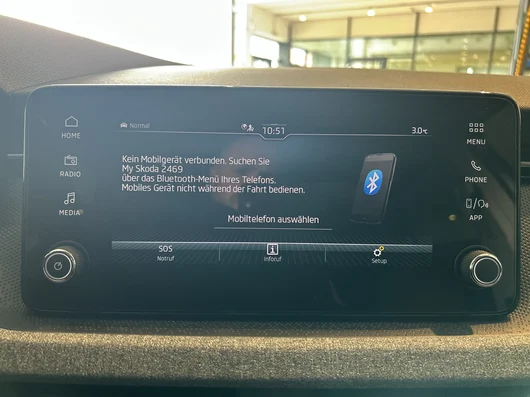 Normal
10:51
3.0°C
HOME
RADIO
MEDIA
Kein Mobilgerät verbunden. Suchen Sie
My Skoda 2469
über das Bluetooth-Menü Ihres Telefons.
Mobiles Gerät nicht während der Fahrt bedienen.
Mobiltelefon auswählen
SOS
Notruf
Inforuf
Setup
MENU
PHONE
APP